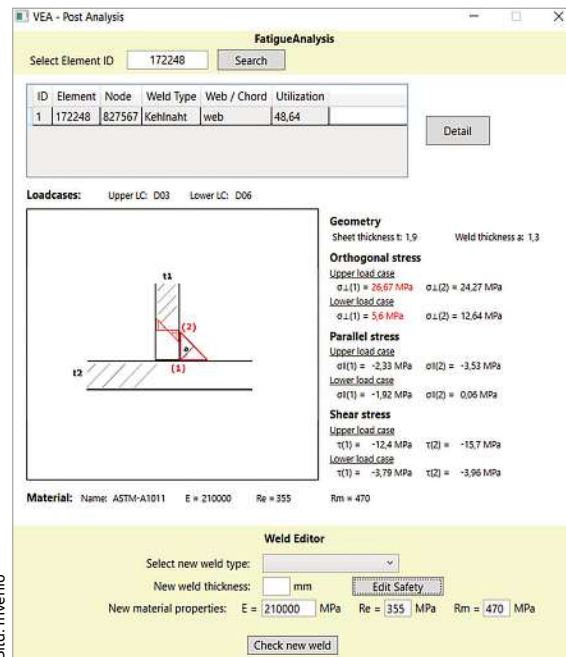 VEA - Post Analysis
FatigueAnalysis
Select Element ID 172248 Search
ID Element Node Weld Type Web / Chord Utilization
1 172248 827567 Kehlnaht web 48,64
Detail
Loadcases: Upper LC: D03 Lower LC: D06
t1
(2)
a
(1)
t2
Geometry
Sheet thickness t: 1,9 Weld thickness a: 1,3
Orthogonal stress
Upper load case
σ⊥(1) = 26,67 MPa σ⊥(2) = 24,27 MPa
Lower load case
σ⊥(1) = 5,6 MPa σ⊥(2) = 12,64 MPa
Parallel stress
Upper load case
σ||(1) = -2,33 MPa σ||(2) = -3,53 MPa
Lower load case
σ||(1) = -1,92 MPa σ||(2) = 0,06 MPa
Shear stress
Upper load case
τ(1) = -12,4 MPa τ(2) = -15,7 MPa
Lower load case
τ(1) = -3,79 MPa τ(2) = -3,96 MPa
Material: Name: ASTM-A1011 E = 210000 Re = 355 Rm = 470
Weld Editor
Select new weld type:
New weld thickness: mm Edit Safety
New material properties: E = 210000 MPa Re = 355 MPa Rm = 470 MPa
Check new weld